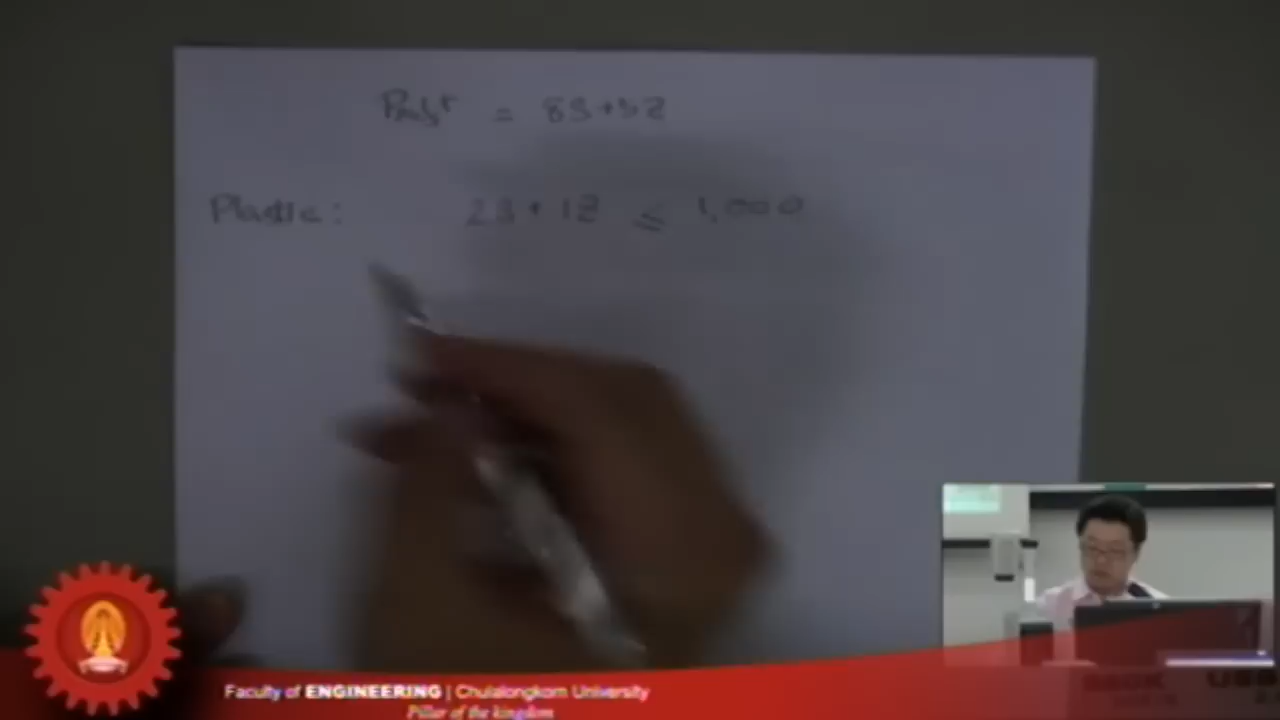 Profit = 8S+5Z
Plastic: 2S + 1Z ≤ 1,000
Faculty of ENGINEERING | Chulalongkorn University
Pillar of the kingdom